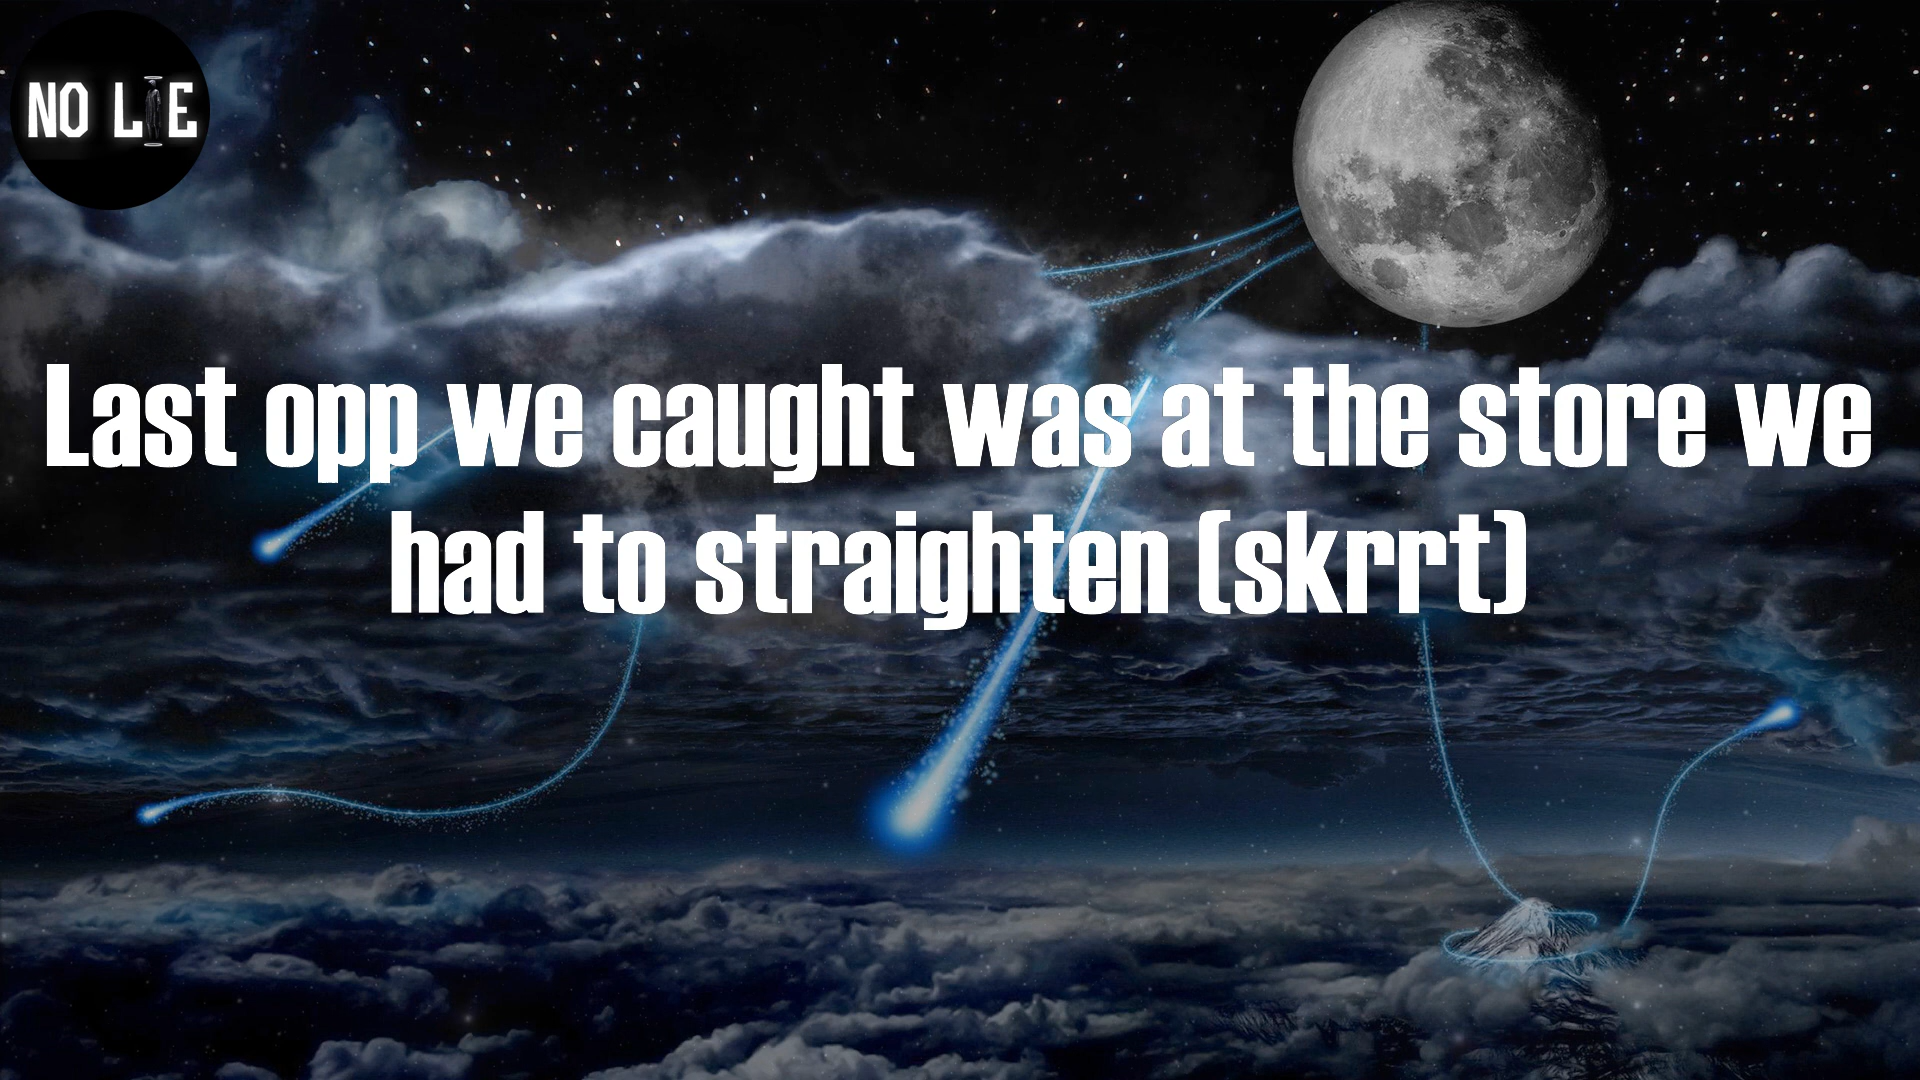 NO LIE
Last opp we caught was at the store we
had to straighten (skrrt)